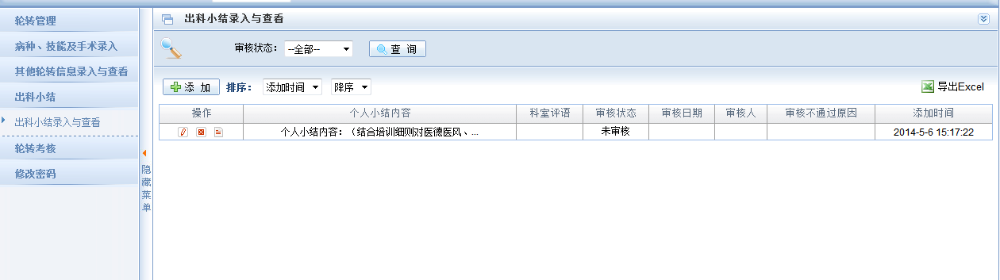 轮转管理
病种、技能及手术录入
其他轮转信息录入与查看
出科小结
出科小结录入与查看
轮转考核
修改密码
隐藏菜单
出科小结录入与查看
审核状态: --全部-- 查 询
添 加 排序: 添加时间 降序 导出Excel
操作 个人小结内容 科室评语 审核状态 审核日期 审核人 审核不通过原因 添加时间
个人小结内容:(结合培训细则对医德医风、... 未审核 2014-5-6 15:17:22